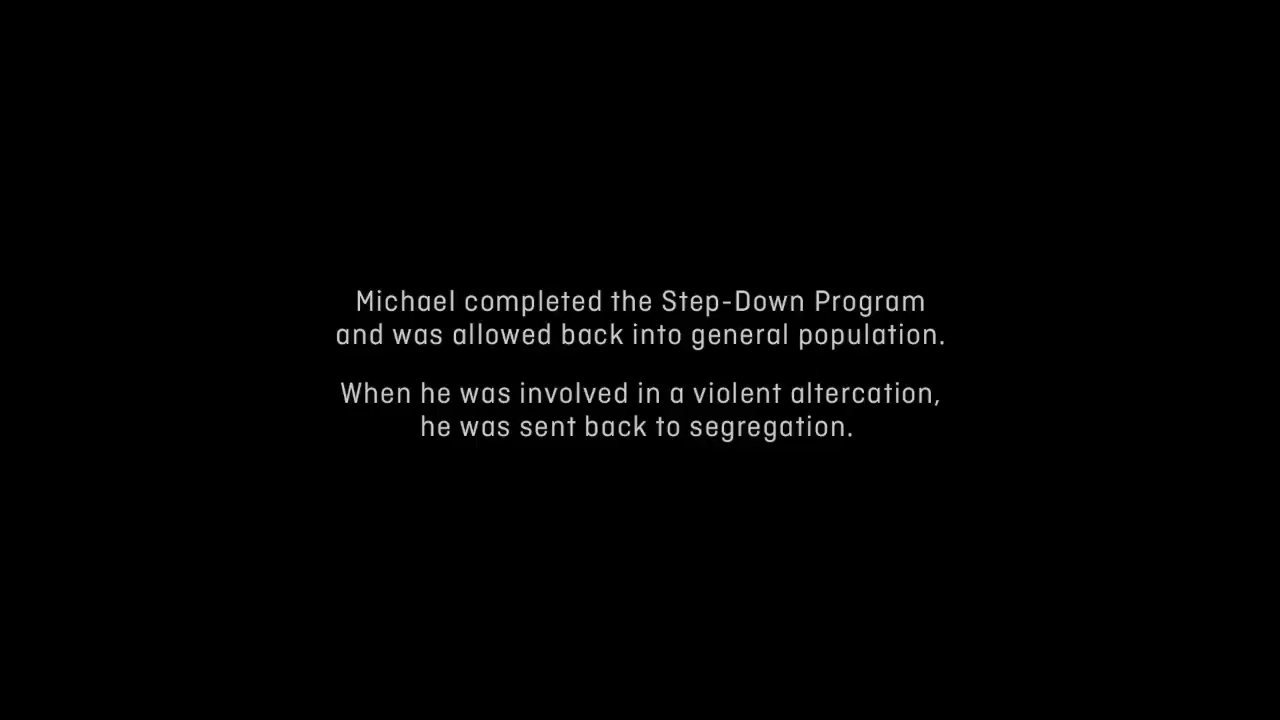 Michael completed the Step-Down Program
and was allowed back into general population.
When he was involved in a violent altercation,
he was sent back to segregation.